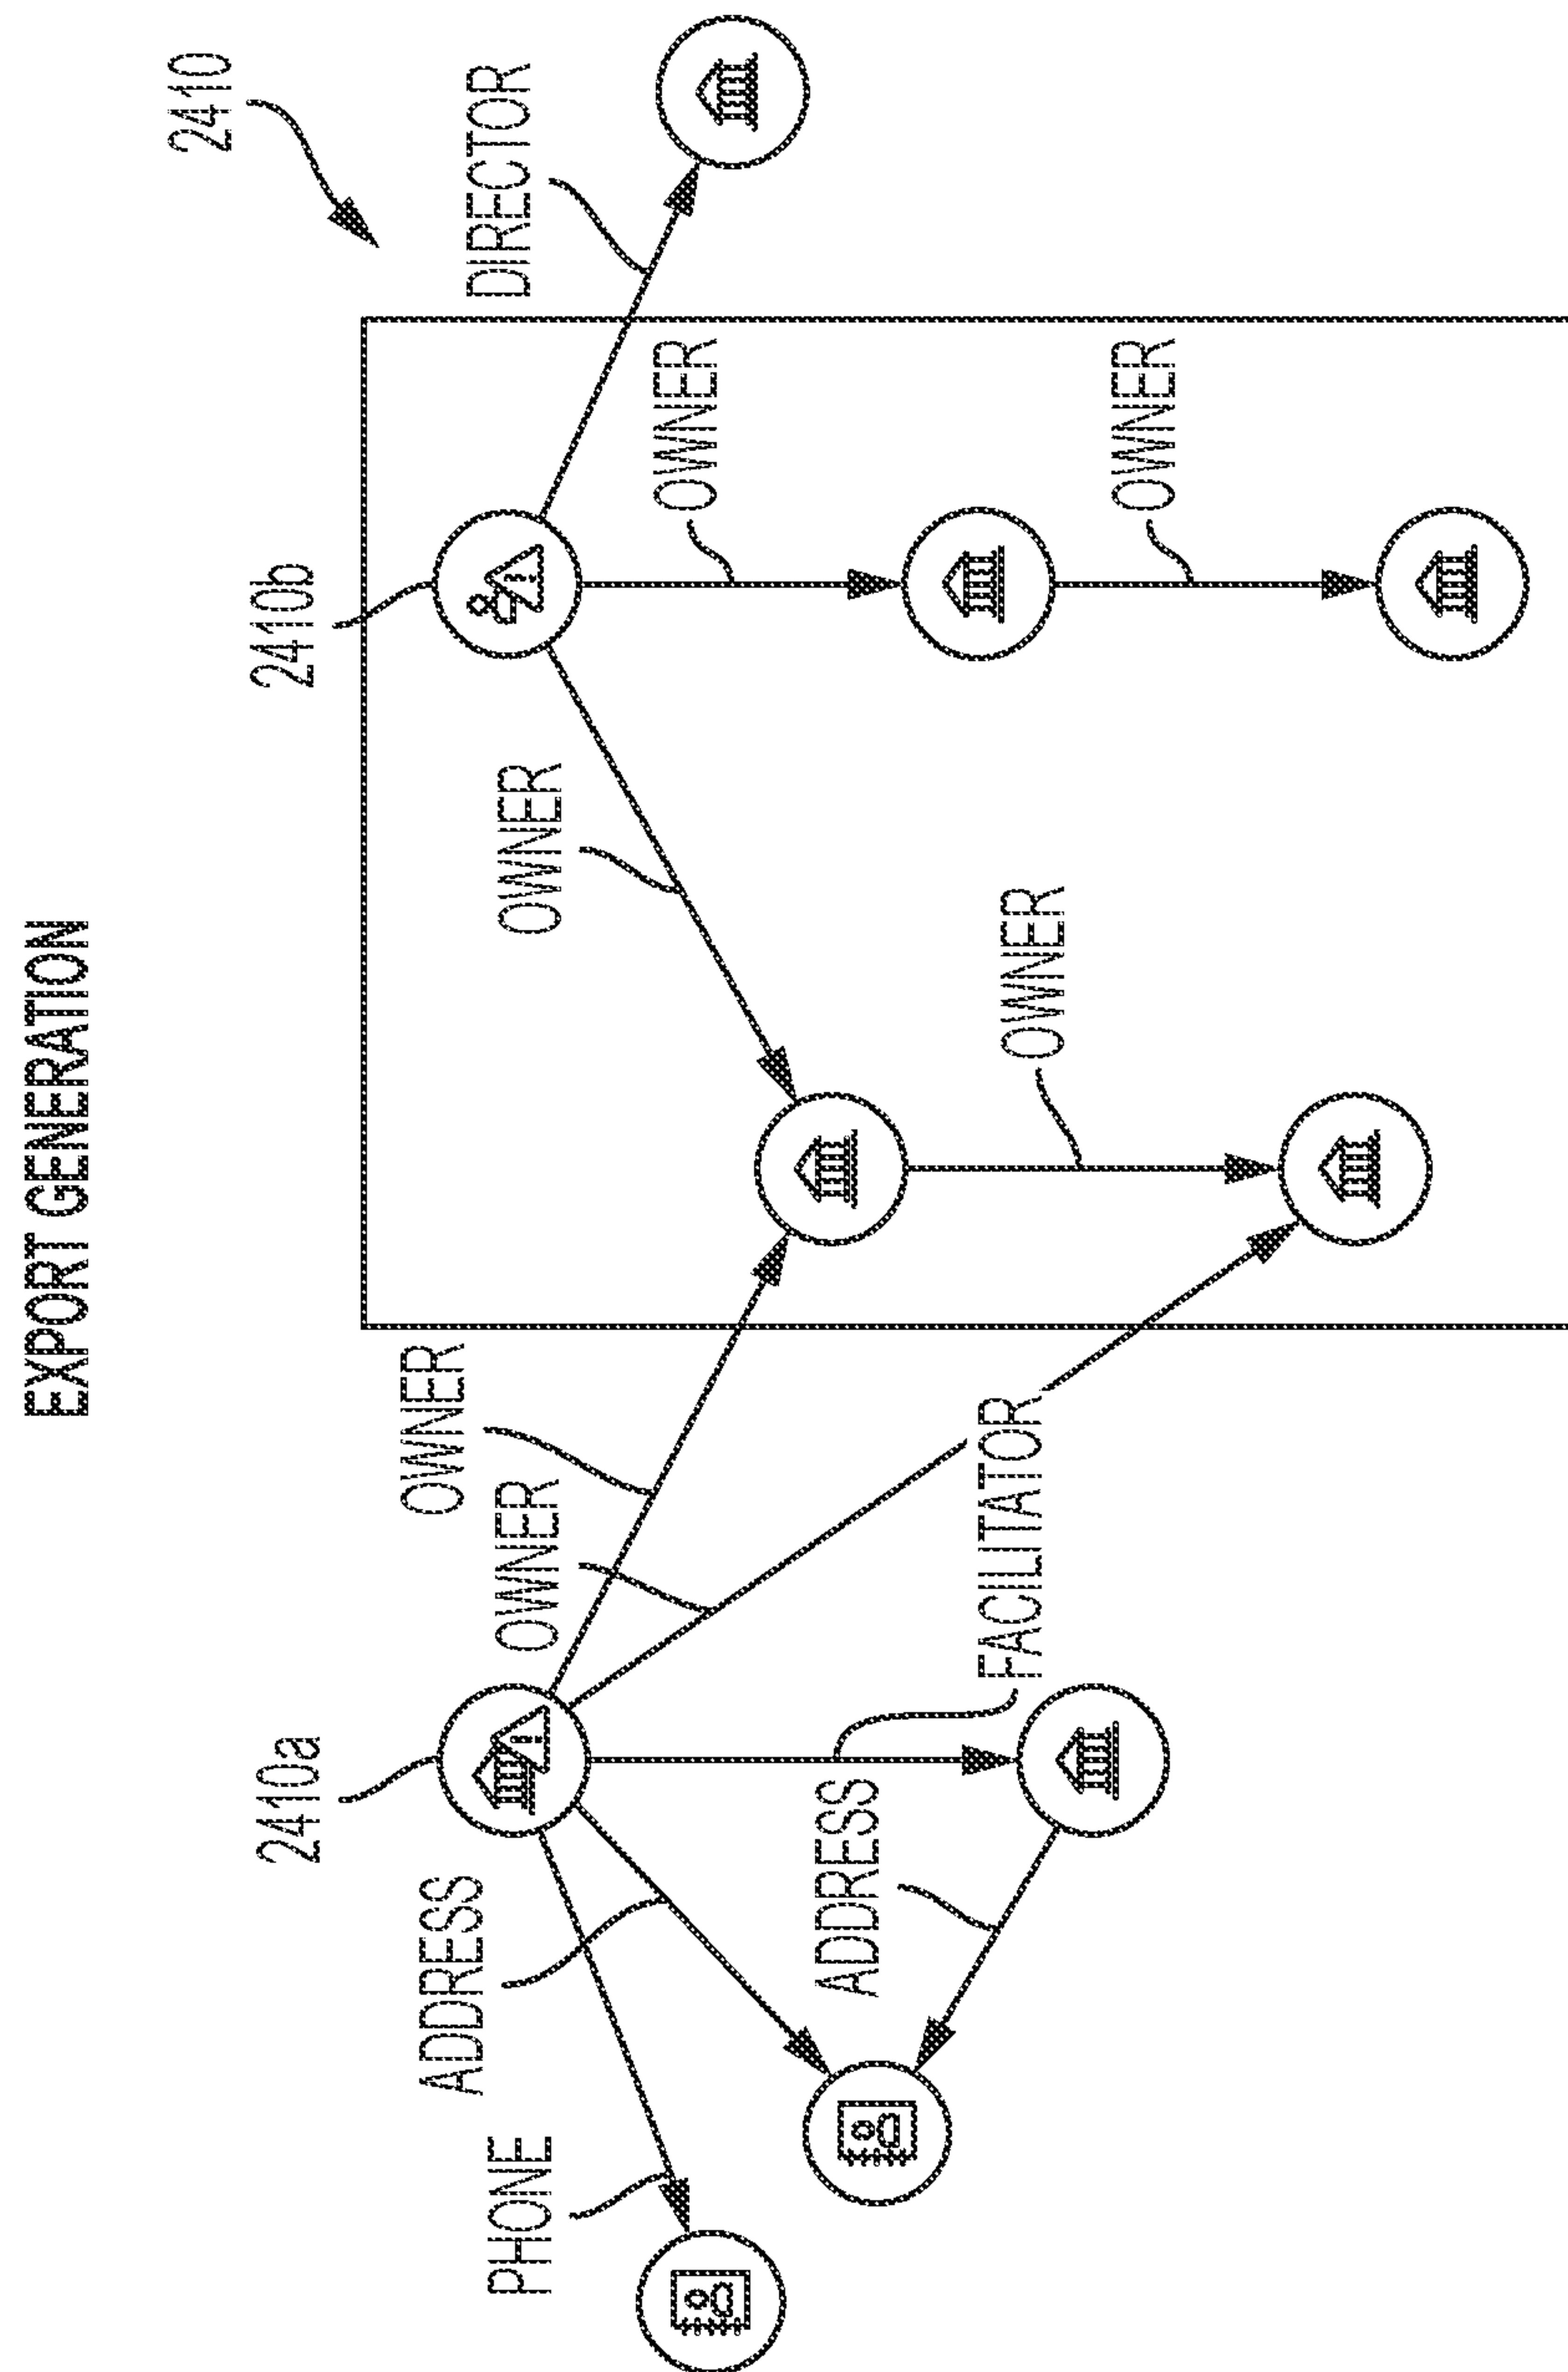 EXPORT GENERATION
2410
2410a
2410b
ADDRESS
OWNER
DIRECTOR
PHONE
OWNER
OWNER
OWNER
ADDRESS
FACILITATOR
OWNER
OWNER